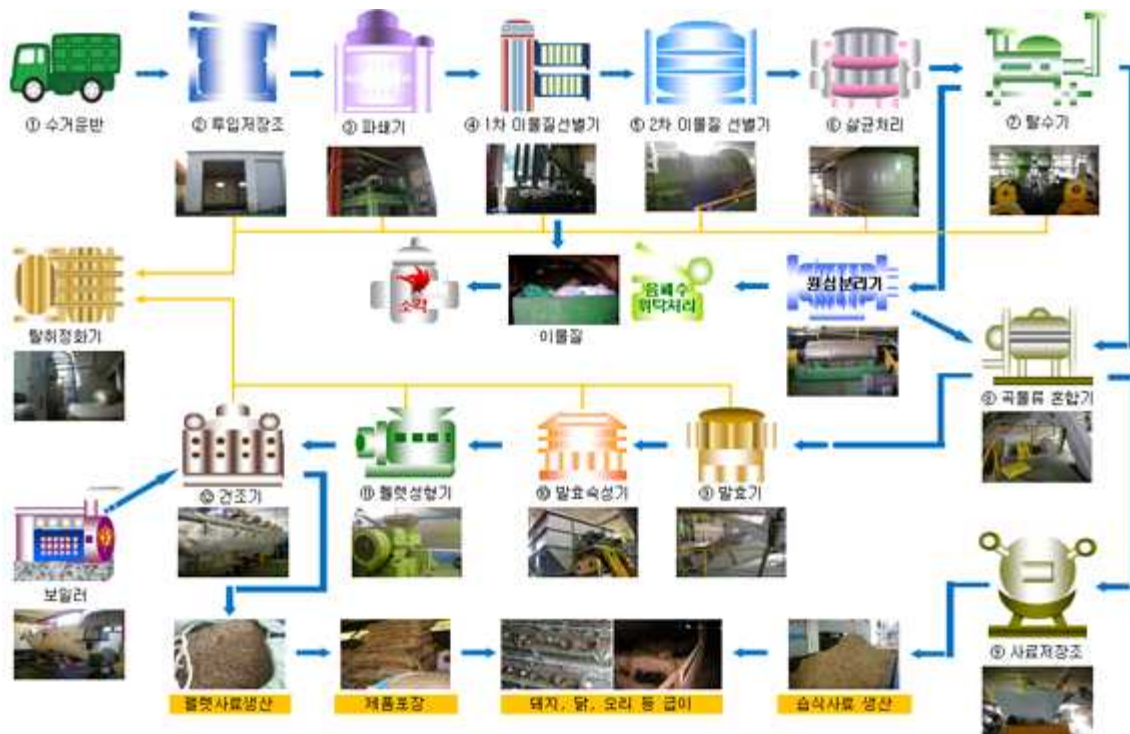 ① 수거운반
② 투입저장조
③ 파쇄기
④ 1차 이물질선별기
⑤ 2차 이물질 선별기
⑥ 살균처리
⑦ 탈수기
탈취정화기
소각
이물질
음폐수
위탁처리
원심분리기
⑧ 곡물류 혼합기
⑫ 건조기
⑪ 펠렛성형기
⑩ 발효숙성기
⑨ 발효기
보일러
⑨ 사료저장조
펠렛사료생산
제품포장
돼지, 닭, 오리 등 급이
습식사료 생산